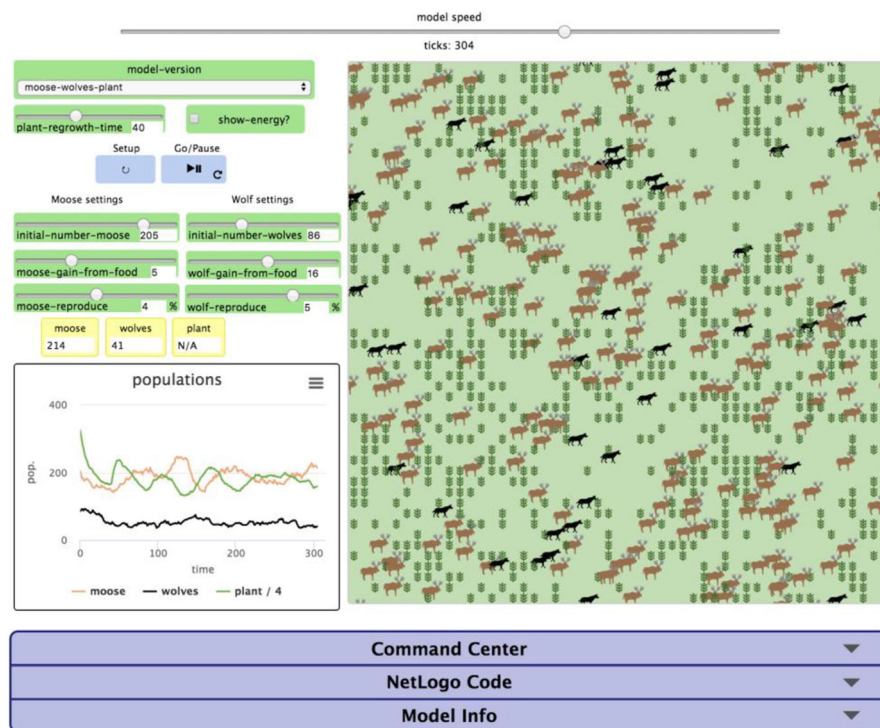 model speed
ticks: 304
model-version
moose-wolves-plant
plant-regrowth-time 40
show-energy?
Setup
Go/Pause
Moose settings
Wolf settings
initial-number-moose 205
initial-number-wolves 86
moose-gain-from-food 5
wolf-gain-from-food 16
moose-reproduce 4 %
wolf-reproduce 5 %
moose
214
wolves
41
plant
N/A
populations
400
200
0
pop.
0 100 200 300
time
moose wolves plant / 4
Command Center
NetLogo Code
Model Info